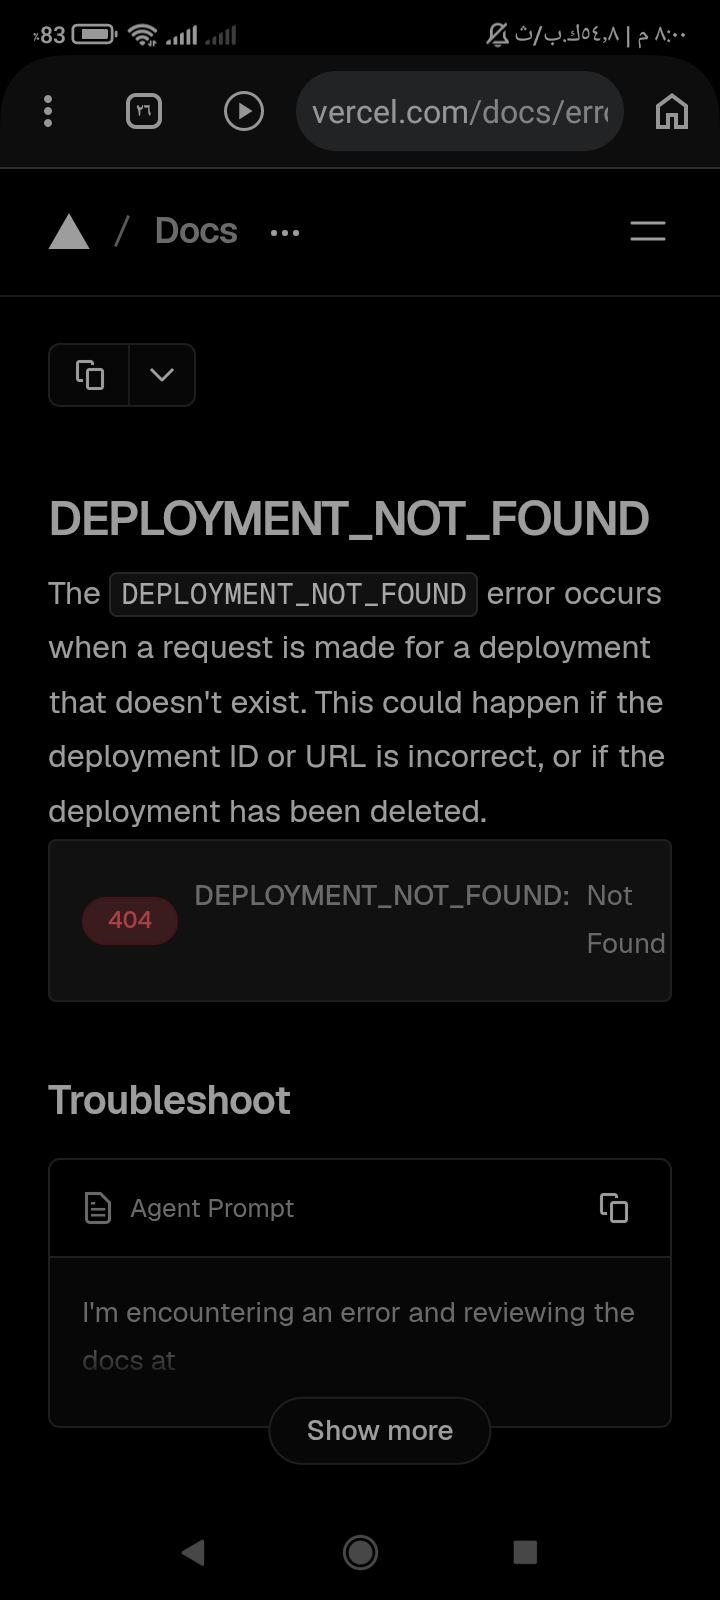 ٪83
٨:٠٠ م | ٥٤,٨ك.ب/ث
٢٦
vercel.com/docs/erro
/ Docs
DEPLOYMENT_NOT_FOUND
The DEPLOYMENT_NOT_FOUND error occurs
when a request is made for a deployment
that doesn't exist. This could happen if the
deployment ID or URL is incorrect, or if the
deployment has been deleted.
404 DEPLOYMENT_NOT_FOUND: Not
Found
Troubleshoot
Agent Prompt
I'm encountering an error and reviewing the
docs at
Show more